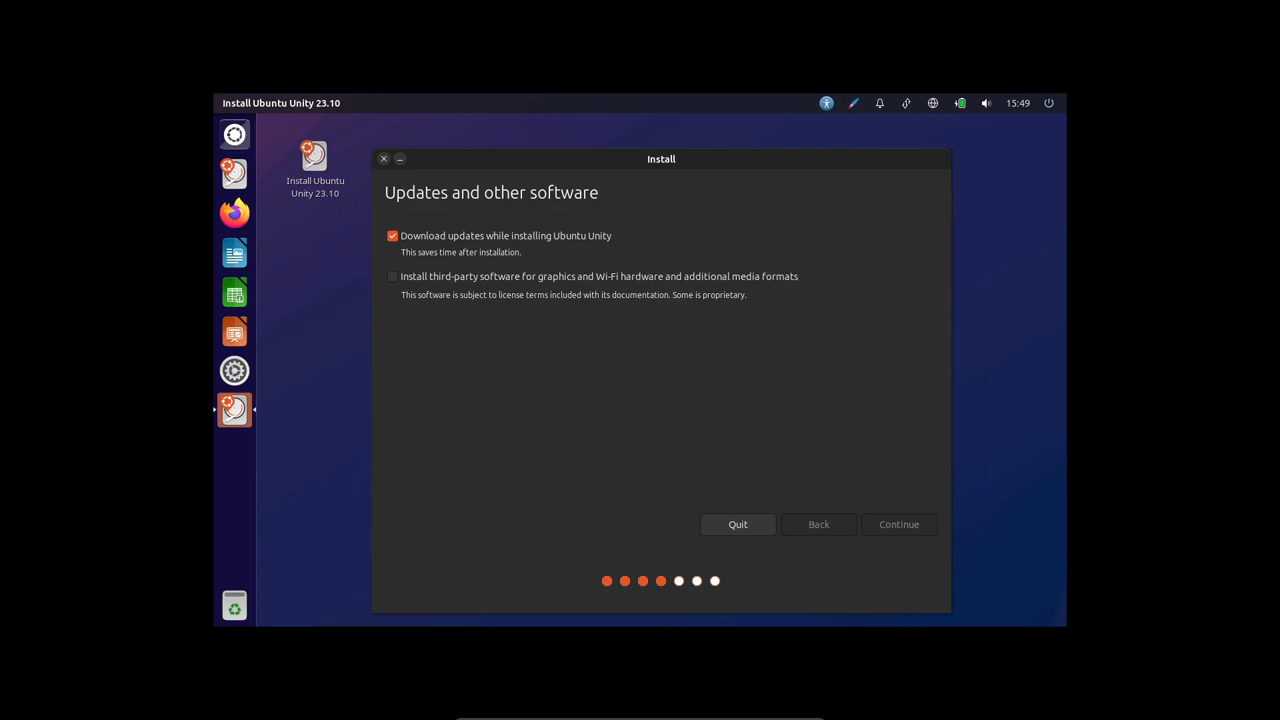 Install Ubuntu Unity 23.10
15:49
Install Ubuntu
Unity 23.10
Install
Updates and other software
Download updates while installing Ubuntu Unity
This saves time after installation.
Install third-party software for graphics and Wi-Fi hardware and additional media formats
This software is subject to license terms included with its documentation. Some is proprietary.
Quit
Back
Continue